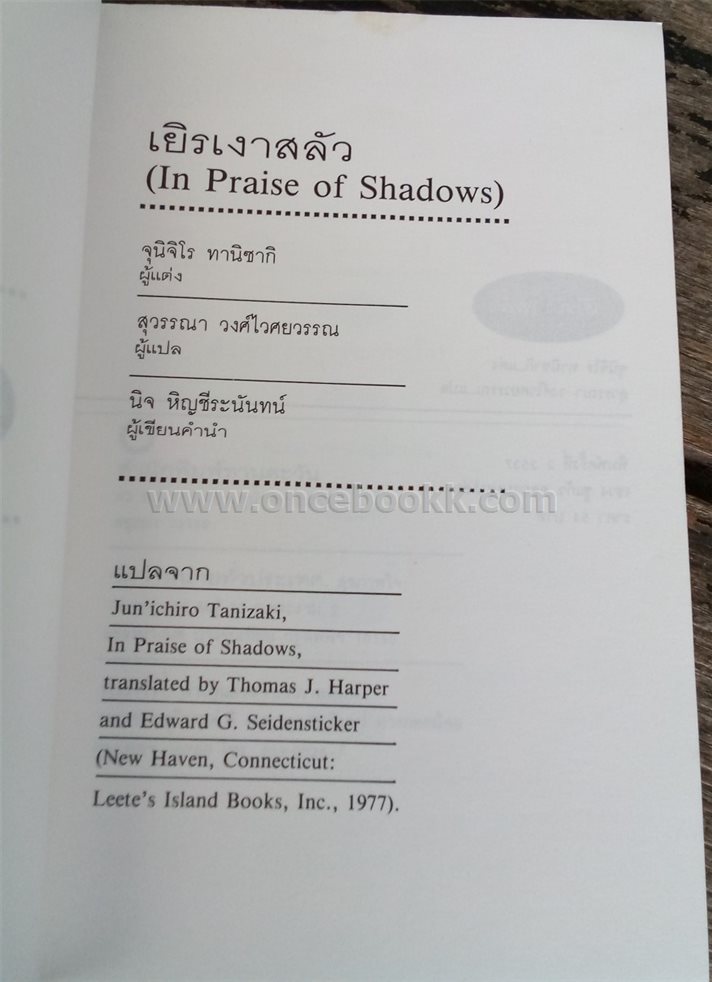 เยิรเงาสลัว
(In Praise of Shadows)
จุนิจิโร ทานิซากิ
ผู้แต่ง
สุวรรณา วงศ์ไวศยวรรณ
ผู้แปล
นิจ หิญชีระนันทน์
ผู้เขียนคำนำ
www.oncebookk.com
แปลจาก
Jun'ichiro Tanizaki,
In Praise of Shadows,
translated by Thomas J. Harper
and Edward G. Seidensticker
(New Haven, Connecticut:
Leete's Island Books, Inc., 1977).